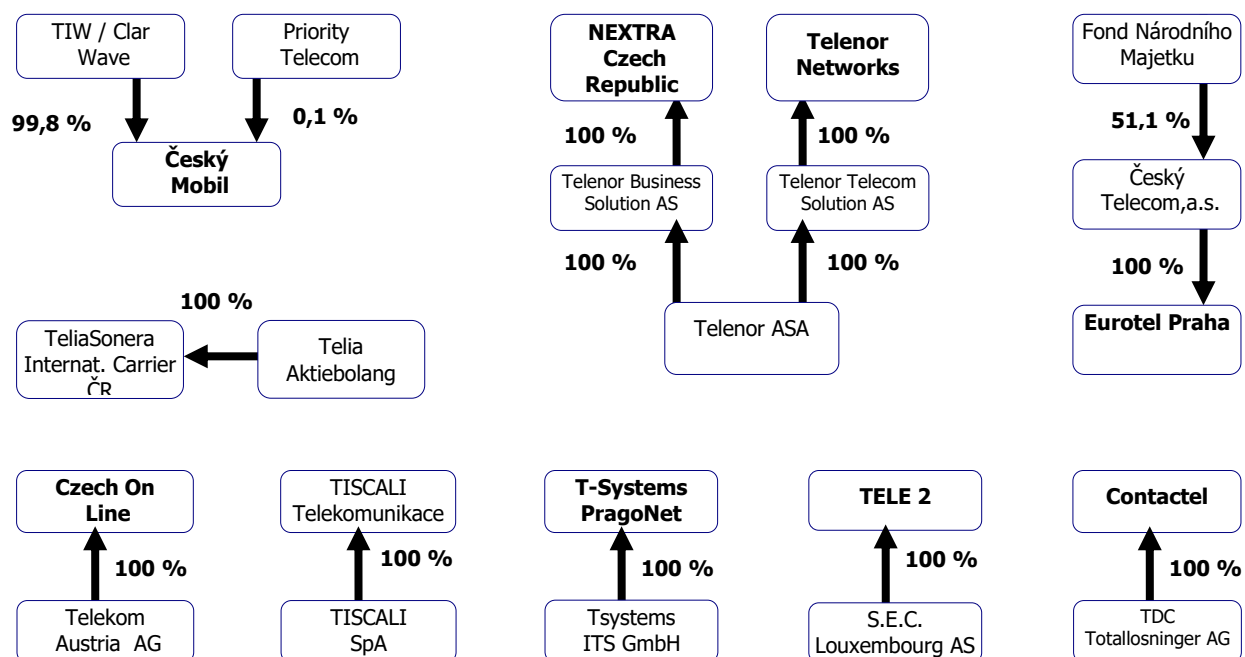 TIW / Clar
Wave
Priority
Telecom
99,8 %
0,1 %
Český
Mobil
NEXTRA
Czech
Republic
Telenor
Networks
100 %
100 %
Telenor Business
Solution AS
Telenor Telecom
Solution AS
100 %
100 %
Telenor ASA
Fond Národního
Majetku
51,1 %
Český
Telecom,a.s.
100 %
Eurotel Praha
100 %
TeliaSonera
Internat. Carrier
ČR
Telia
Aktiebolang
Czech On
Line
100 %
Telekom
Austria AG
TISCALI
Telekomunikace
100 %
TISCALI
SpA
T-Systems
PragoNet
100 %
Tsystems
ITS GmbH
TELE 2
100 %
S.E.C.
Louxembourg AS
Contactel
100 %
TDC
Totallosninger AG